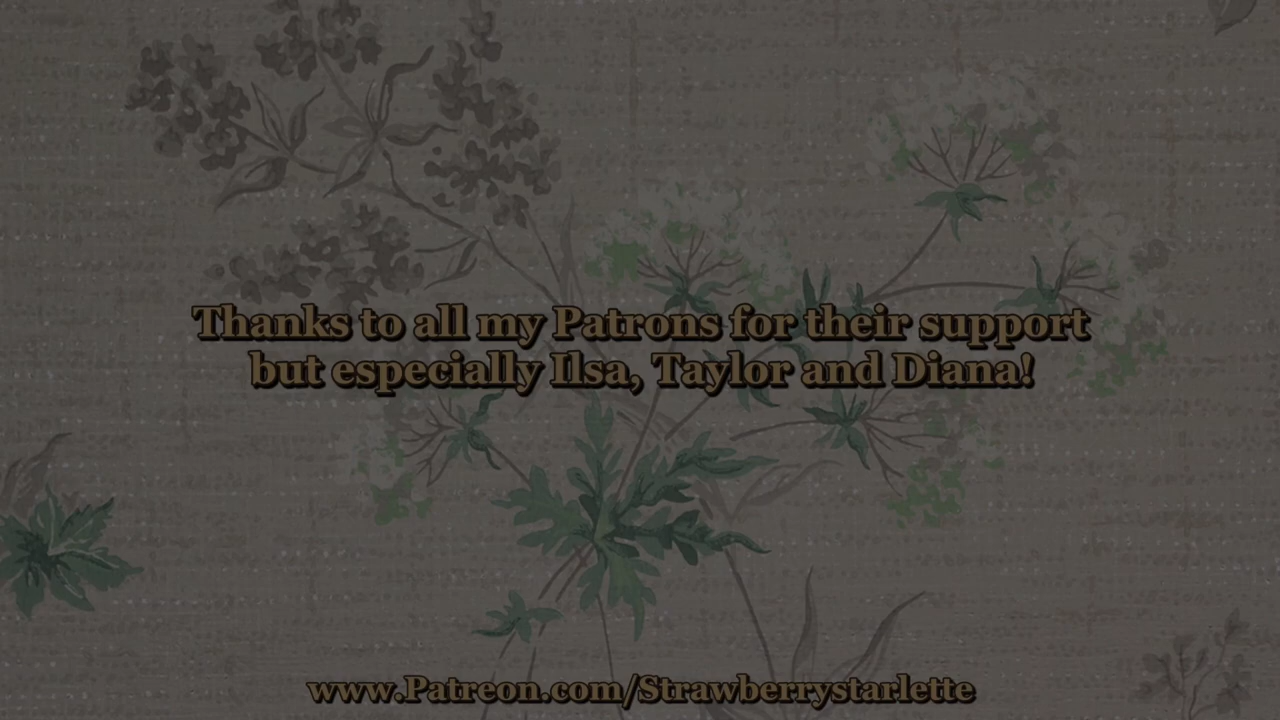 Thanks to all my Patrons for their support
but especially Ilsa, Taylor and Diana!
www.Patreon.com/Strawberrystarlette